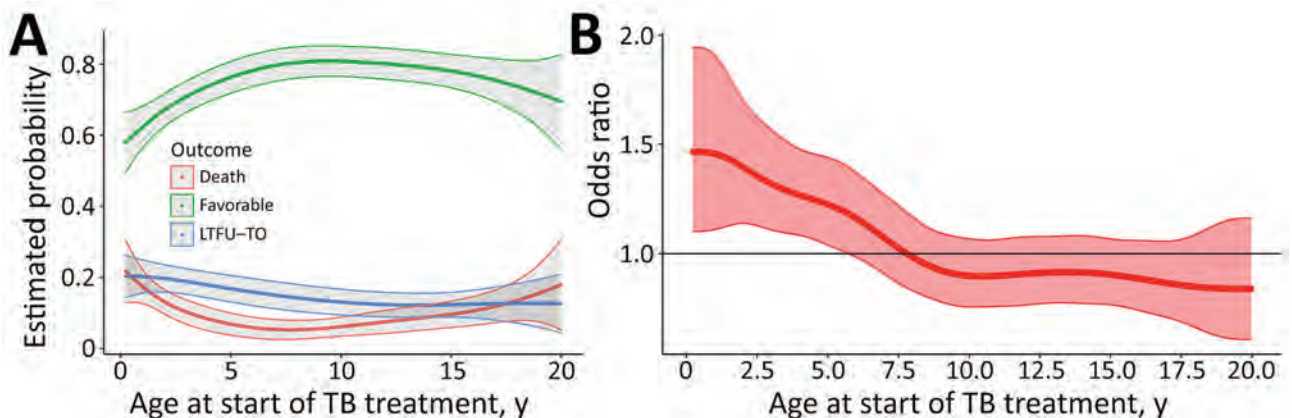 A
Estimated probability
0.8
0.6
0.4
0.2
0
Outcome
Death
Favorable
LTFU–TO
0 5 10 15 20
Age at start of TB treatment, y
B
Odds ratio
2.0
1.5
1.0
0 2.5 5.0 7.5 10.0 12.5 15.0 17.5 20.0
Age at start of TB treatment, y